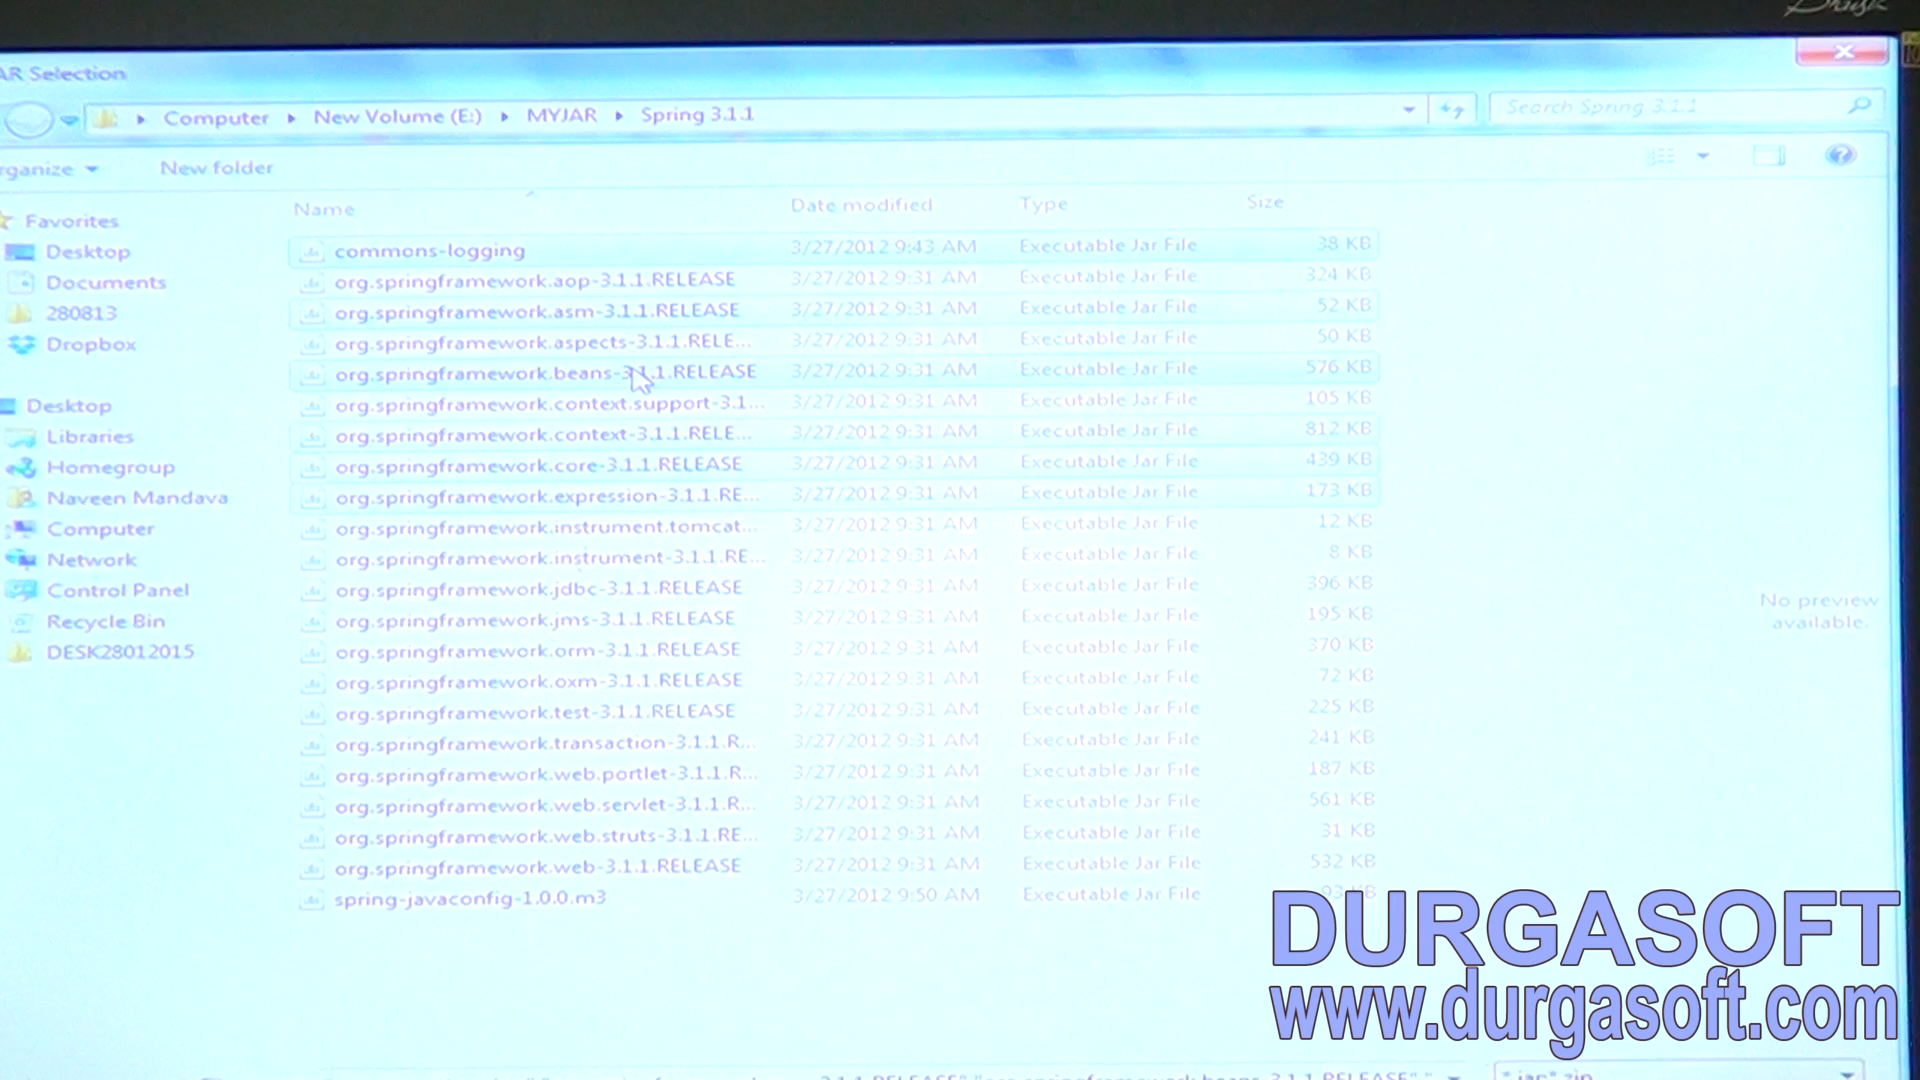 AR Selection
Computer New Volume (E:) MYJAR Spring 3.1.1
Search Spring 3.1.1
rganize New folder
Name Date modified Type Size
Favorites
Desktop
Documents
280813
Dropbox
Desktop
Libraries
Homegroup
Naveen Mandava
Computer
Network
Control Panel
Recycle Bin
DESK28012015
commons-logging 3/27/2012 9:43 AM Executable Jar File 38 KB
org.springframework.aop-3.1.1.RELEASE 3/27/2012 9:31 AM Executable Jar File 324 KB
org.springframework.asm-3.1.1.RELEASE 3/27/2012 9:31 AM Executable Jar File 52 KB
org.springframework.aspects-3.1.1.RELE... 3/27/2012 9:31 AM Executable Jar File 50 KB
org.springframework.beans-3.1.1.RELEASE 3/27/2012 9:31 AM Executable Jar File 576 KB
org.springframework.context.support-3.1... 3/27/2012 9:31 AM Executable Jar File 105 KB
org.springframework.context-3.1.1.RELE... 3/27/2012 9:31 AM Executable Jar File 812 KB
org.springframework.core-3.1.1.RELEASE 3/27/2012 9:31 AM Executable Jar File 439 KB
org.springframework.expression-3.1.1.RE... 3/27/2012 9:31 AM Executable Jar File 173 KB
org.springframework.instrument.tomcat... 3/27/2012 9:31 AM Executable Jar File 12 KB
org.springframework.instrument-3.1.1.RE... 3/27/2012 9:31 AM Executable Jar File 8 KB
org.springframework.jdbc-3.1.1.RELEASE 3/27/2012 9:31 AM Executable Jar File 396 KB
org.springframework.jms-3.1.1.RELEASE 3/27/2012 9:31 AM Executable Jar File 195 KB
org.springframework.orm-3.1.1.RELEASE 3/27/2012 9:31 AM Executable Jar File 370 KB
org.springframework.oxm-3.1.1.RELEASE 3/27/2012 9:31 AM Executable Jar File 72 KB
org.springframework.test-3.1.1.RELEASE 3/27/2012 9:31 AM Executable Jar File 225 KB
org.springframework.transaction-3.1.1.R... 3/27/2012 9:31 AM Executable Jar File 241 KB
org.springframework.web.portlet-3.1.1.R... 3/27/2012 9:31 AM Executable Jar File 187 KB
org.springframework.web.servlet-3.1.1.R... 3/27/2012 9:31 AM Executable Jar File 561 KB
org.springframework.web.struts-3.1.1.RE... 3/27/2012 9:31 AM Executable Jar File 31 KB
org.springframework.web-3.1.1.RELEASE 3/27/2012 9:31 AM Executable Jar File 532 KB
spring-javaconfig-1.0.0.m3 3/27/2012 9:50 AM Executable Jar File 93 KB
No preview
available.
DURGASOFT
www.durgasoft.com